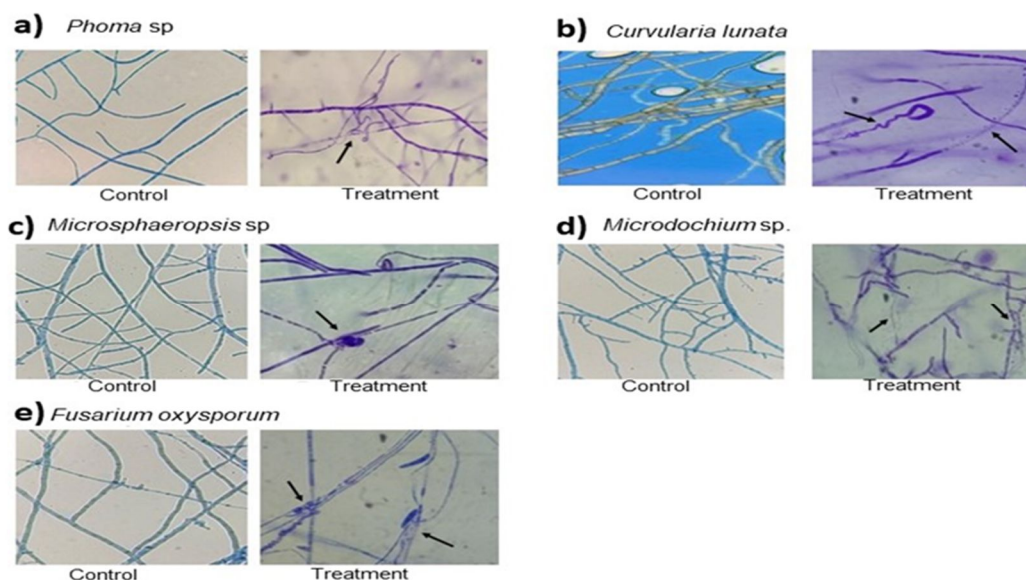 a) Phoma sp
b) Curvularia lunata
Control
Treatment
Control
Treatment
c) Microsphaeropsis sp
d) Microdochium sp.
Control
Treatment
Control
Treatment
e) Fusarium oxysporum
Control
Treatment